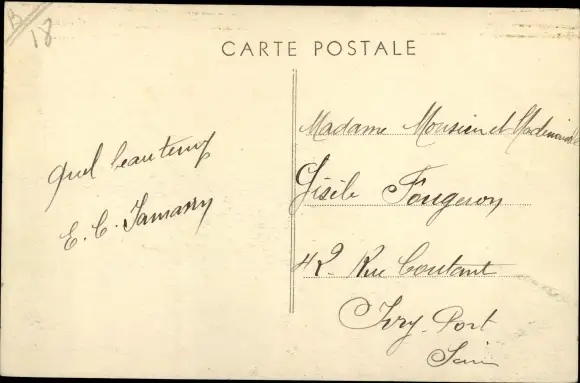 B
18
CARTE POSTALE
Quel beau temps
E. C.
Madame Monsieur et Mademoiselle
Gisèle Fougeron
42 Rue Coutant
Ivry-Port
Seine